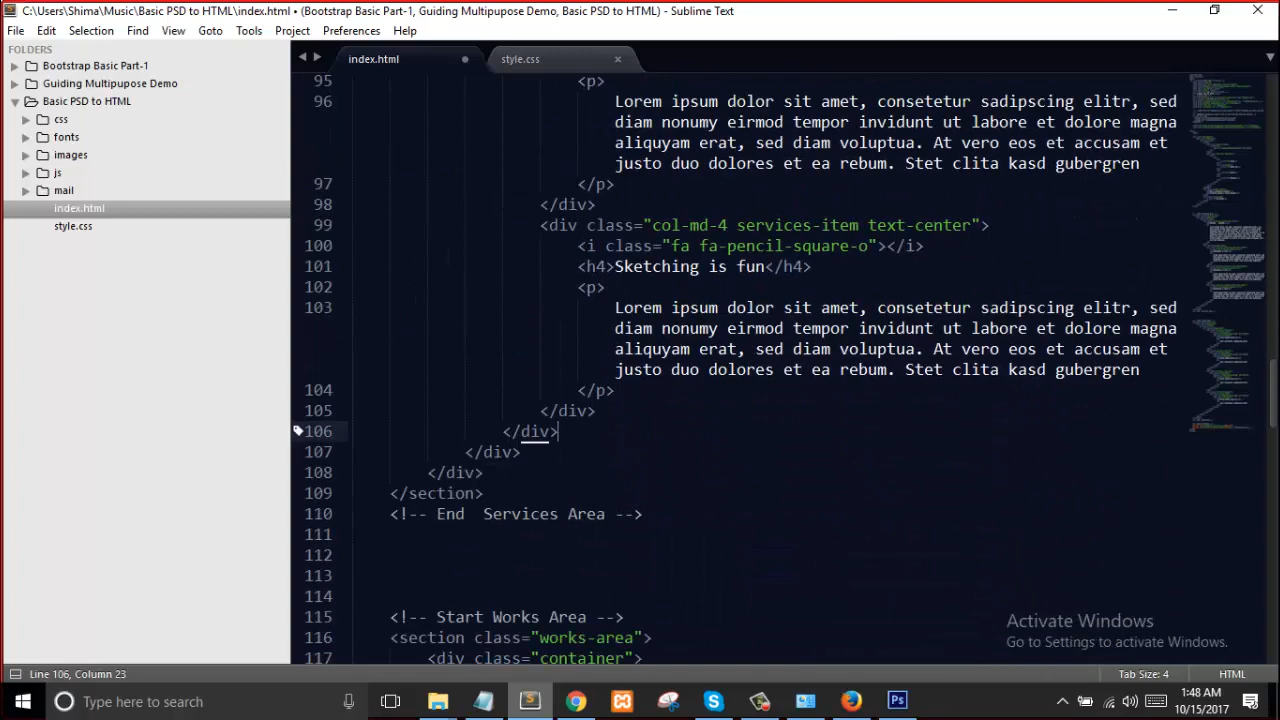 C:\Users\Shima\Music\Basic PSD to HTML\index.html • (Bootstrap Basic Part-1, Guiding Multipupose Demo, Basic PSD to HTML) - Sublime Text
File Edit Selection Find View Goto Tools Project Preferences Help
FOLDERS
Bootstrap Basic Part-1
Guiding Multipupose Demo
Basic PSD to HTML
css
fonts
images
js
mail
index.html
style.css
index.html style.css
95 <p>
96 Lorem ipsum dolor sit amet, consetetur sadipscing elitr, sed
diam nonumy eirmod tempor invidunt ut labore et dolore magna
aliquyam erat, sed diam voluptua. At vero eos et accusam et
justo duo dolores et ea rebum. Stet clita kasd gubergren
97 </p>
98 </div>
99 <div class="col-md-4 services-item text-center">
100 <i class="fa fa-pencil-square-o"></i>
101 <h4>Sketching is fun</h4>
102 <p>
103 Lorem ipsum dolor sit amet, consetetur sadipscing elitr, sed
diam nonumy eirmod tempor invidunt ut labore et dolore magna
aliquyam erat, sed diam voluptua. At vero eos et accusam et
justo duo dolores et ea rebum. Stet clita kasd gubergren
104 </p>
105 </div>
106 </div>
107 </div>
108 </div>
109 </section>
110 <!-- End  Services Area -->
111
112
113
114
115 <!-- Start Works Area -->
116 <section class="works-area">
117 <div class="container">
Activate Windows
Go to Settings to activate Windows.
Line 106, Column 23 Tab Size: 4 HTML
Type here to search
1:48 AM
10/15/2017